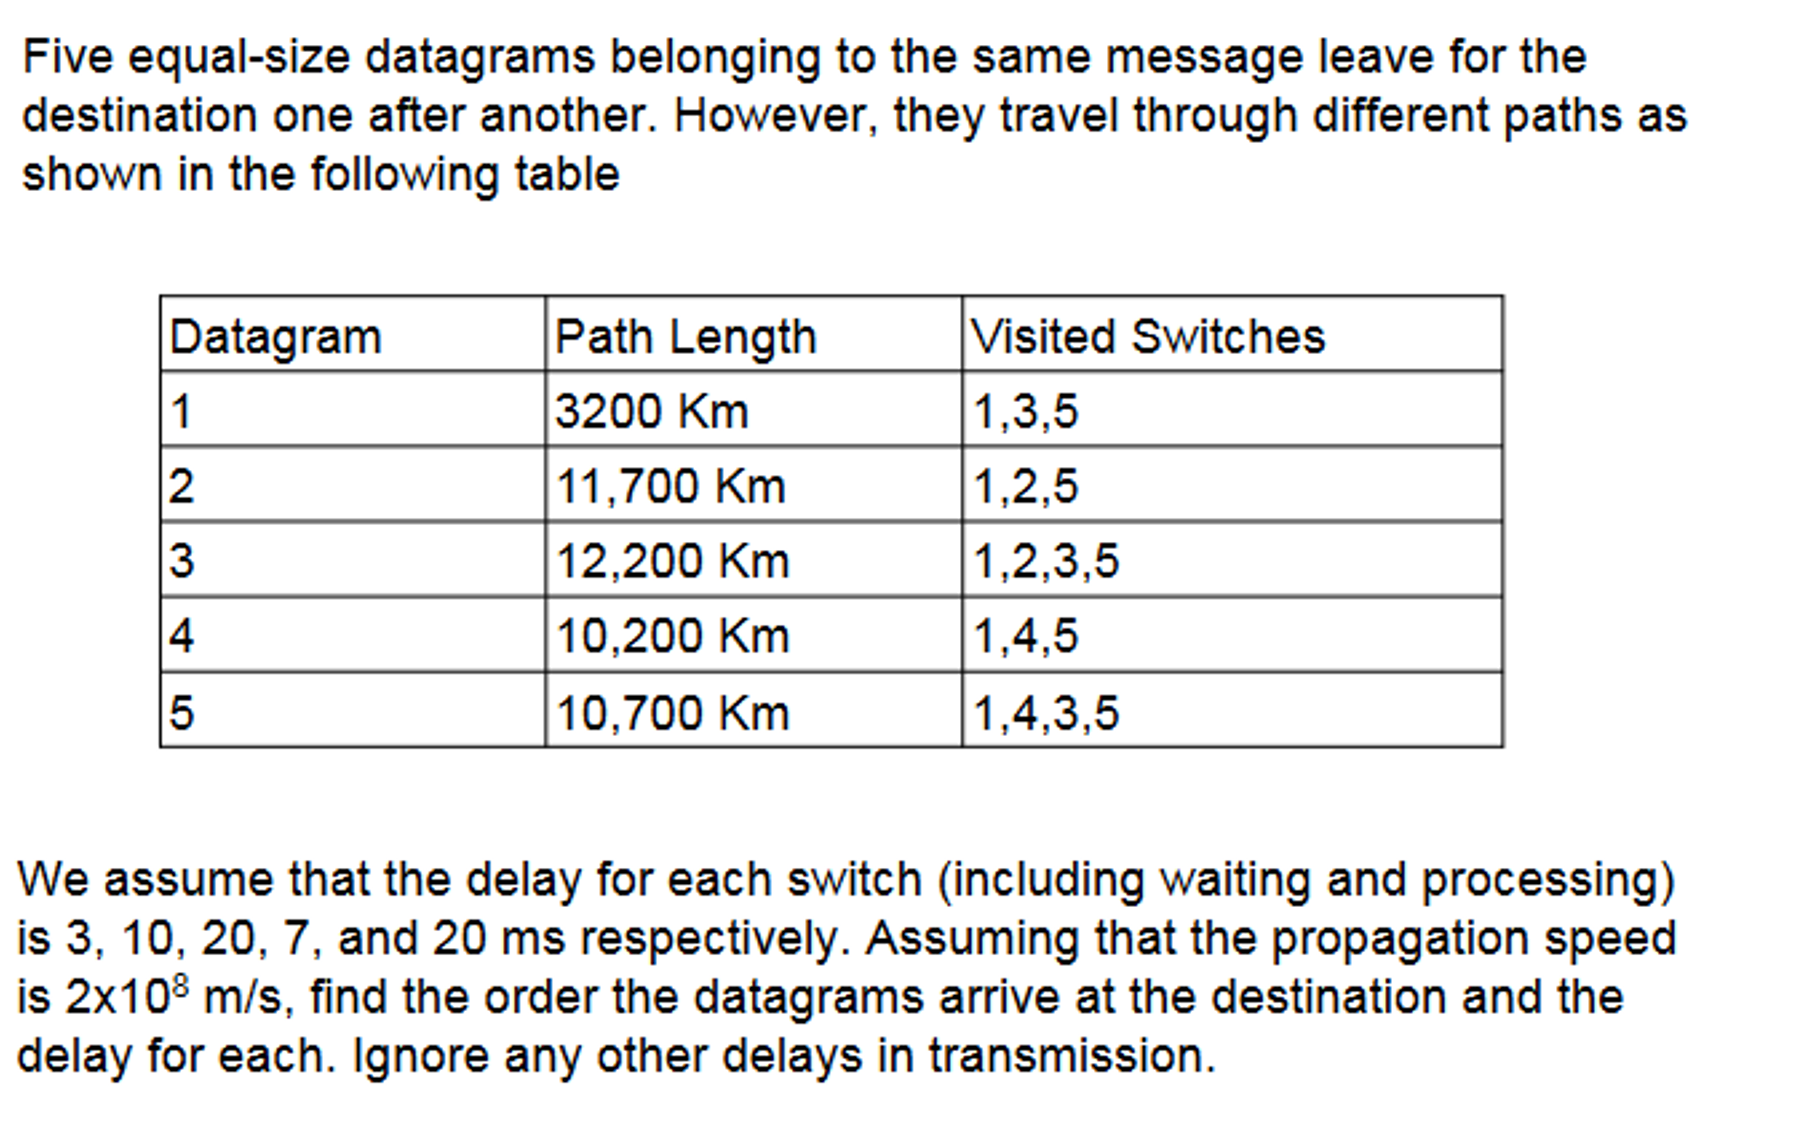 Five equal-size datagrams belonging to the same message leave for the
destination one after another. However, they travel through different paths as
shown in the following table
Datagram Path Length Visited Switches
1 3200 Km 1,3,5
2 11,700 Km 1,2,5
3 12,200 Km 1,2,3,5
4 10,200 Km 1,4,5
5 10,700 Km 1,4,3,5
We assume that the delay for each switch (including waiting and processing)
is 3, 10, 20, 7, and 20 ms respectively. Assuming that the propagation speed
is 2x10⁸ m/s, find the order the datagrams arrive at the destination and the
delay for each. Ignore any other delays in transmission.